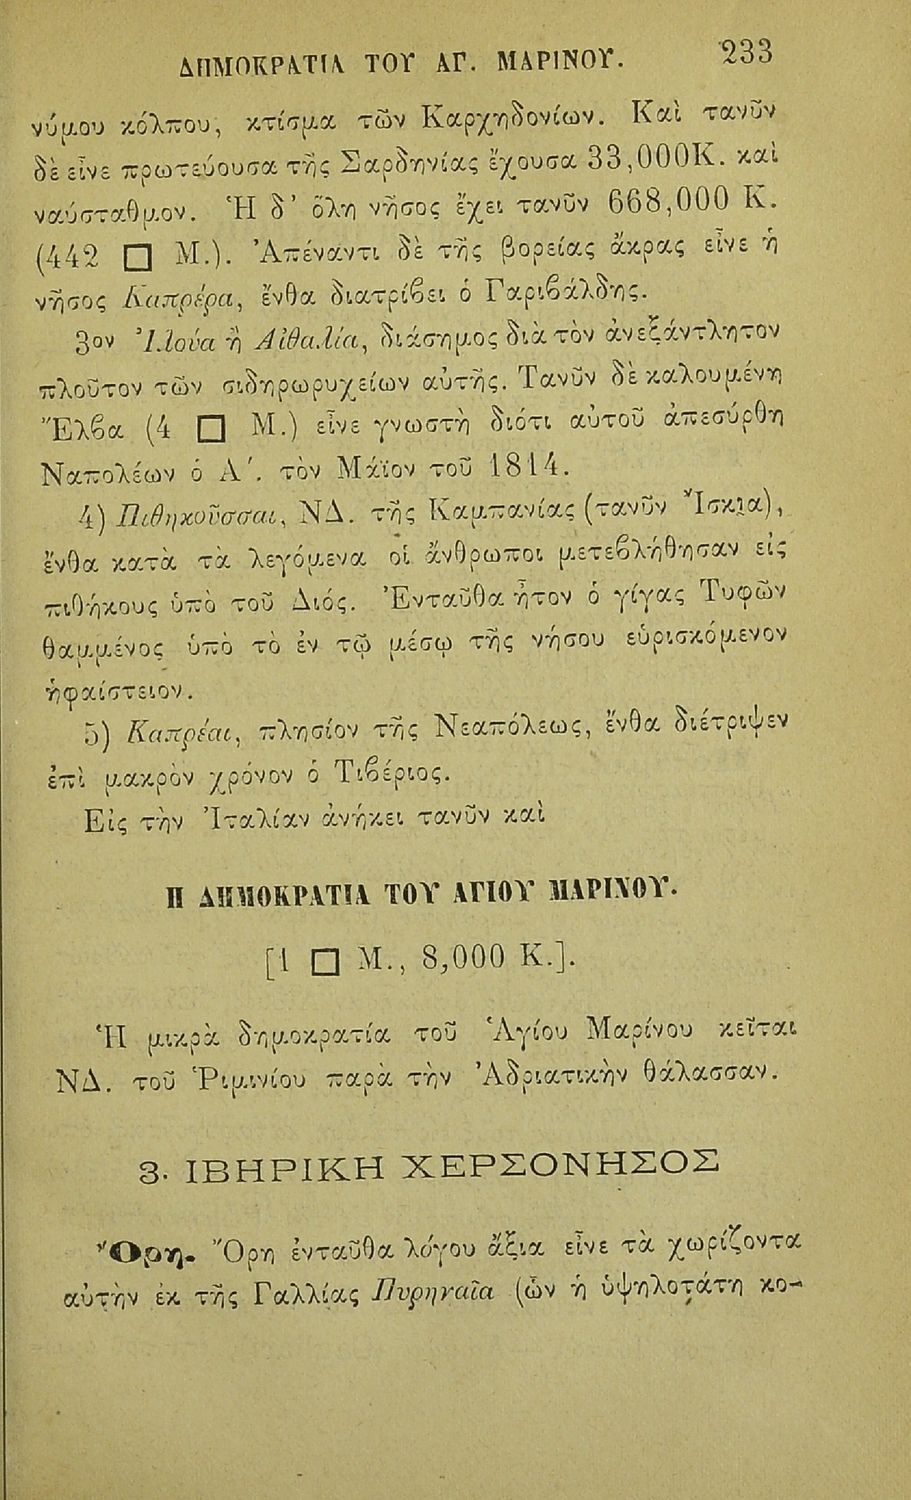 ΔΗΜΟΚΡΑΤΙΑ ΤΟΥ ΑΓ. ΜΑΡΙΝΟΥ. 233
νύμου κόλπου, κτίσμα τῶν Καρχηδονίων. Καὶ τανῦν
δὲ εἶνε πρωτεύουσα τῆς Σαρδηνίας ἔχουσα 33,000Κ. καὶ
ναύσταθμον. Ἡ δ' ὅλη νῆσος ἔχει τανῦν 668,000 Κ.
(442 □ Μ.). Ἀπέναντι δὲ τῆς βορείας ἄκρας εἶνε ἡ
νῆσος Καπρέρα, ἔνθα διατρίβει ὁ Γαριβάλδης.
3ον Ἰλούα ἢ Αἰθαλία, διάσημος διὰ τὸν ἀνεξάντλητον
πλοῦτον τῶν σιδηρωρυχείων αὐτῆς. Τανῦν δὲ καλουμένη
Ἔλβα (4 □ Μ.) εἶνε γνωστὴ διότι αὐτοῦ ἀπεσύρθη
Ναπολέων ὁ Α΄. τὸν Μάϊον τοῦ 1814.
4) Πιθηκοῦσσαι, ΝΔ. τῆς Καμπανίας (τανῦν Ἴσκια),
ἔνθα κατὰ τὰ λεγόμενα οἱ ἄνθρωποι μετεβλήθησαν εἰς
πιθήκους ὑπὸ τοῦ Διός. Ἐνταῦθα ἦτον ὁ γίγας Τυφῶν
θαμμένος ὑπὸ τὸ ἐν τῷ μέσῳ τῆς νήσου εὑρισκόμενον
ἡφαίστειον.
5) Καπρέαι, πλησίον τῆς Νεαπόλεως, ἔνθα διέτριψεν
ἐπὶ μακρὸν χρόνον ὁ Τιβέριος.
Εἰς τὴν Ἰταλίαν ἀνήκει τανῦν καὶ
Η ΔΗΜΟΚΡΑΤΙΑ ΤΟΥ ΑΓΙΟΥ ΜΑΡΙΝΟΥ.
[1 □ Μ., 8,000 Κ.].
Ἡ μικρὰ δημοκρατία τοῦ Ἁγίου Μαρίνου κεῖται
ΝΔ. τοῦ Ῥιμινίου παρὰ τὴν Ἀδριατικὴν θάλασσαν.
3. ΙΒΗΡΙΚΗ ΧΕΡΣΟΝΗΣΟΣ
Ὄρη. Ὄρη ἐνταῦθα λόγου ἄξια εἶνε τὰ χωρίζοντα
αὐτὴν ἐκ τῆς Γαλλίας Πυρηναῖα (ὧν ἡ ὑψηλοτάτη κο-